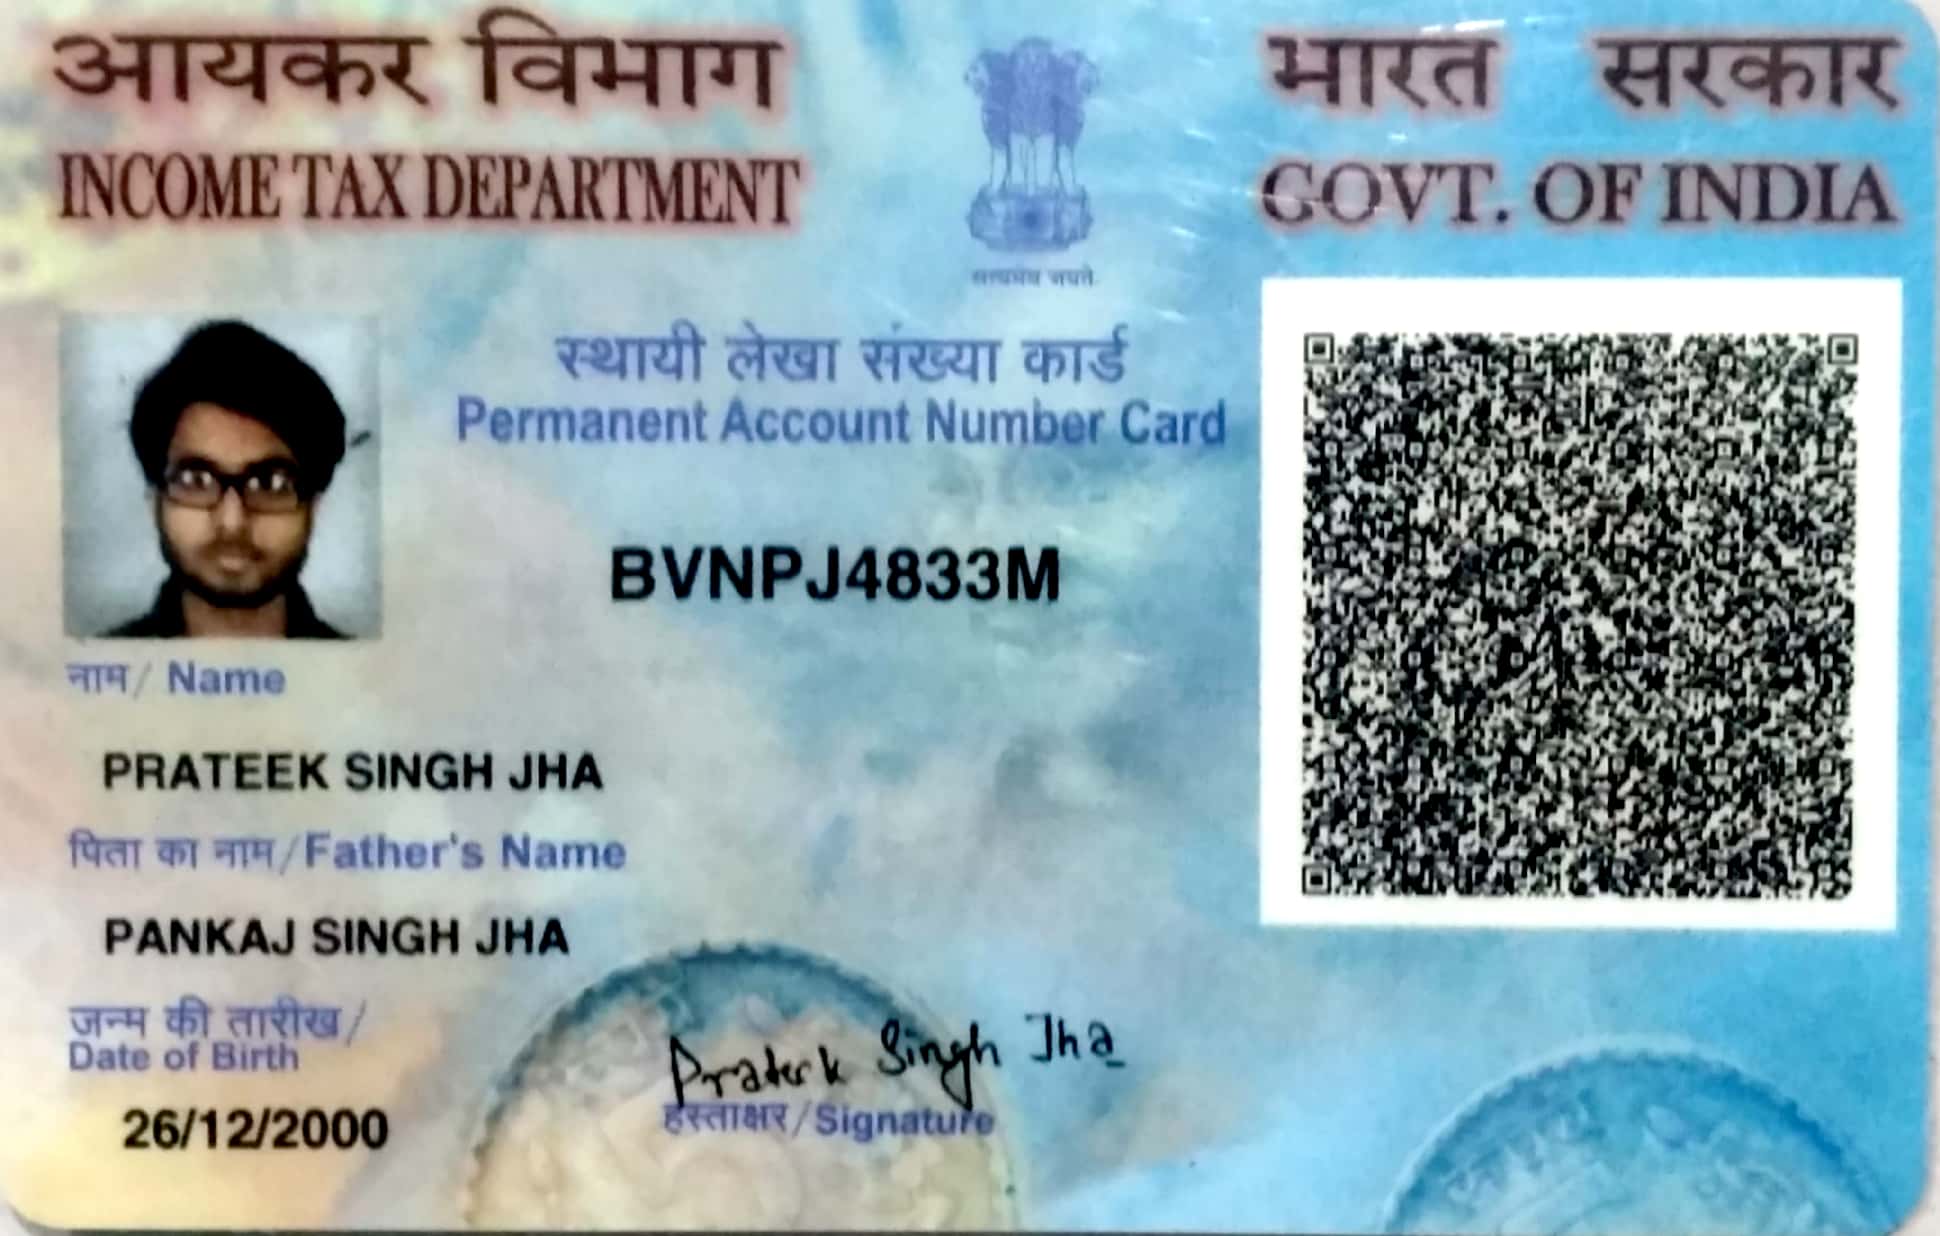 आयकर विभाग
INCOME TAX DEPARTMENT
भारत सरकार
GOVT. OF INDIA
सत्यमेव जयते
स्थायी लेखा संख्या कार्ड
Permanent Account Number Card
BVNPJ4833M
नाम/ Name
PRATEEK SINGH JHA
पिता का नाम/Father's Name
PANKAJ SINGH JHA
जन्म की तारीख/
Date of Birth
26/12/2000
Prateek Singh Jha
हस्ताक्षर/Signature